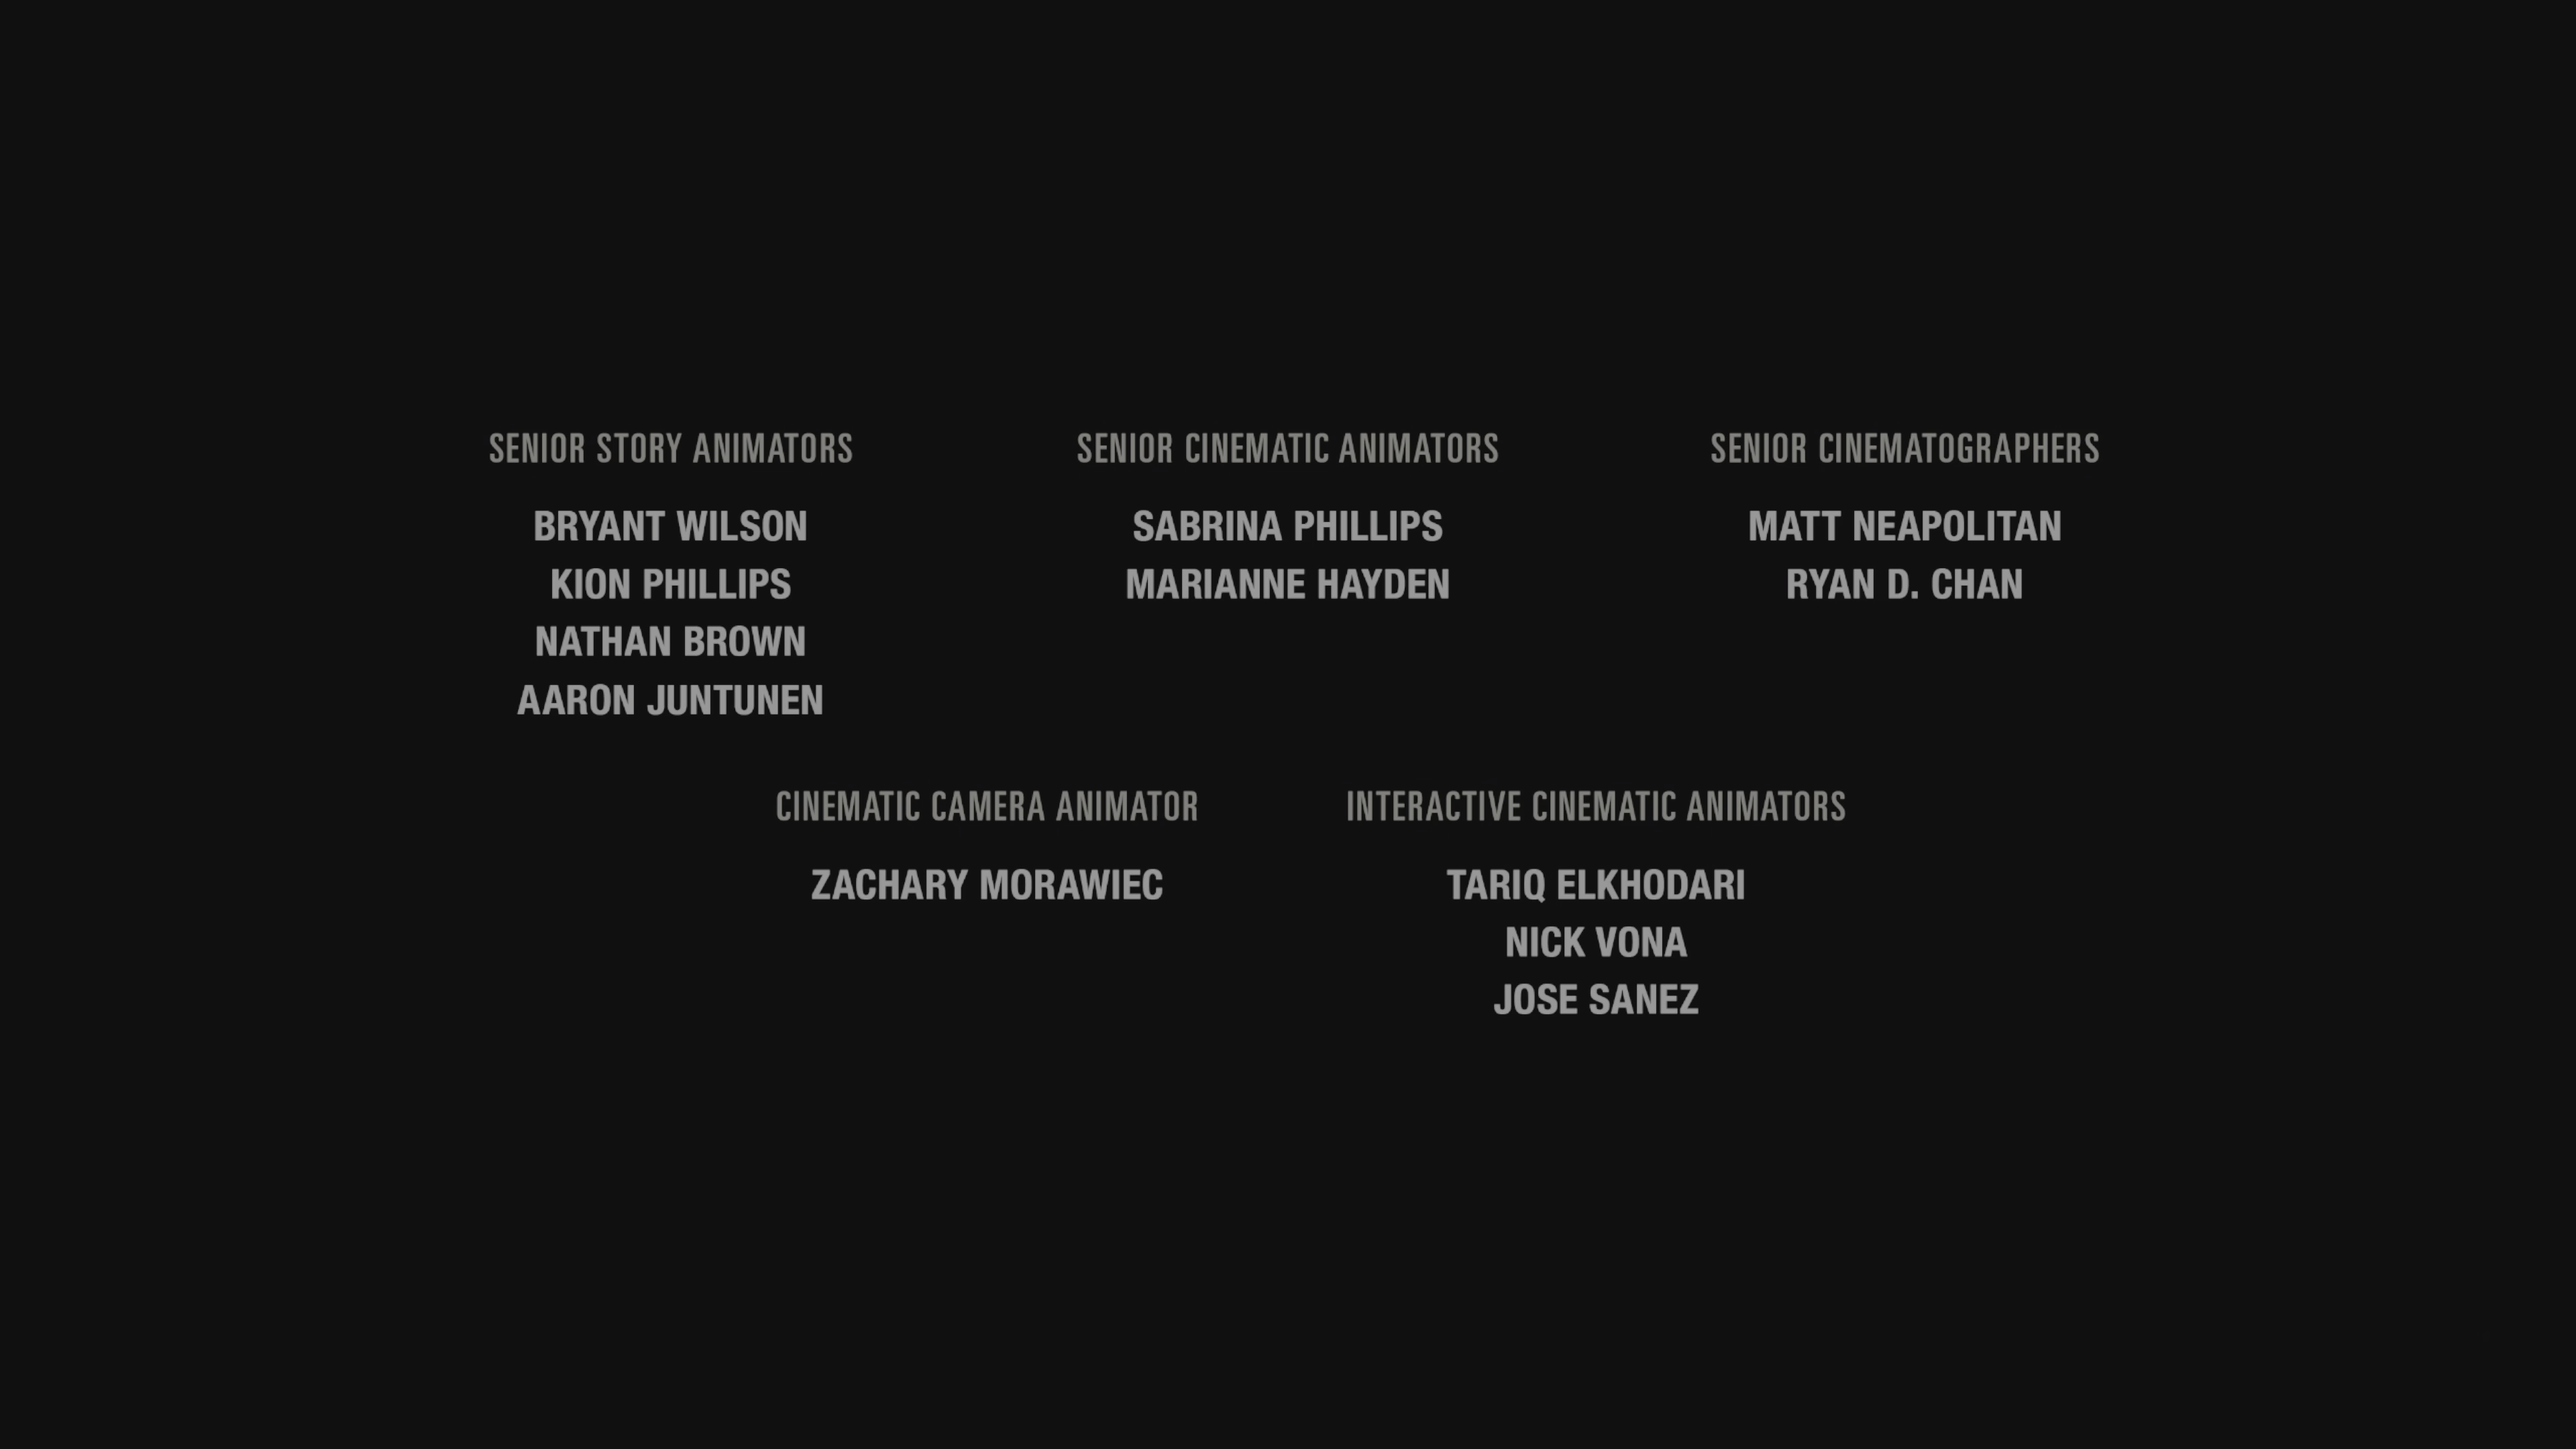 SENIOR STORY ANIMATORS
BRYANT WILSON
KION PHILLIPS
NATHAN BROWN
AARON JUNTUNEN
SENIOR CINEMATIC ANIMATORS
SABRINA PHILLIPS
MARIANNE HAYDEN
SENIOR CINEMATOGRAPHERS
MATT NEAPOLITAN
RYAN D. CHAN
CINEMATIC CAMERA ANIMATOR
ZACHARY MORAWIEC
INTERACTIVE CINEMATIC ANIMATORS
TARIQ ELKHODARI
NICK VONA
JOSE SANEZ